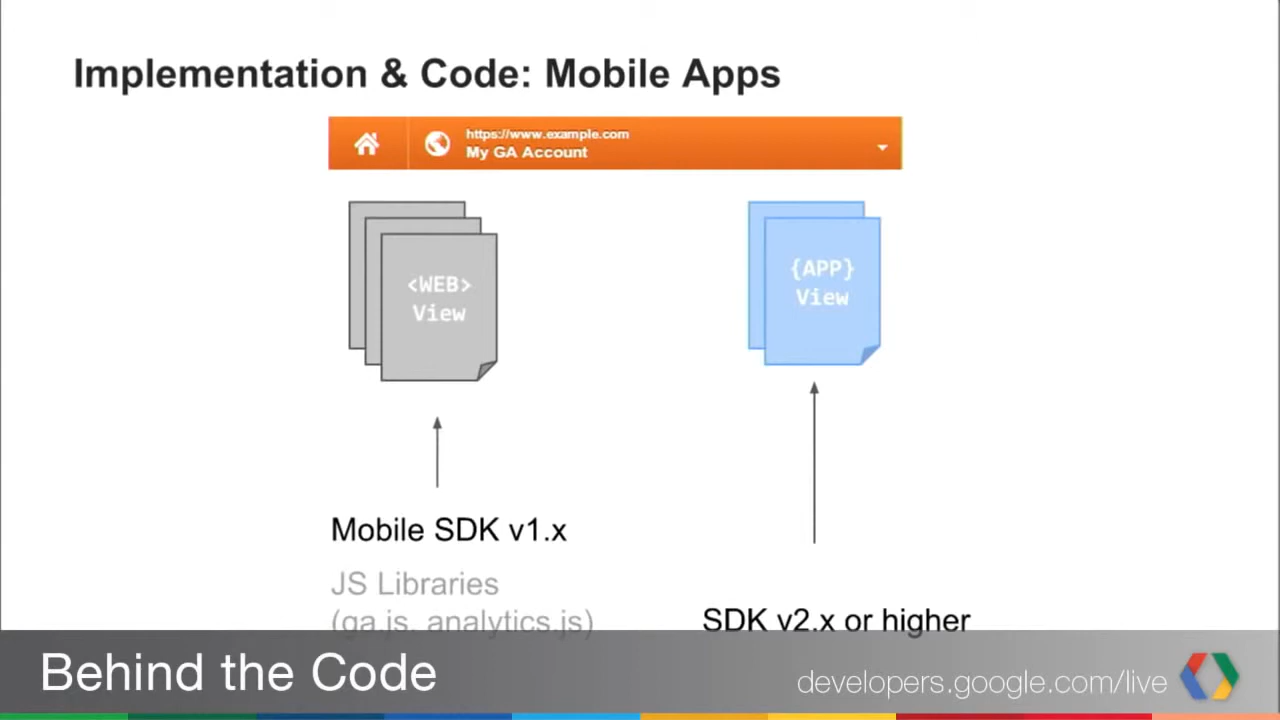 Implementation & Code: Mobile Apps
https://www.example.com
My GA Account
<WEB>
View
{APP}
View
Mobile SDK v1.x
JS Libraries
(ga.js, analytics.js)
SDK v2.x or higher
Behind the Code
developers.google.com/live